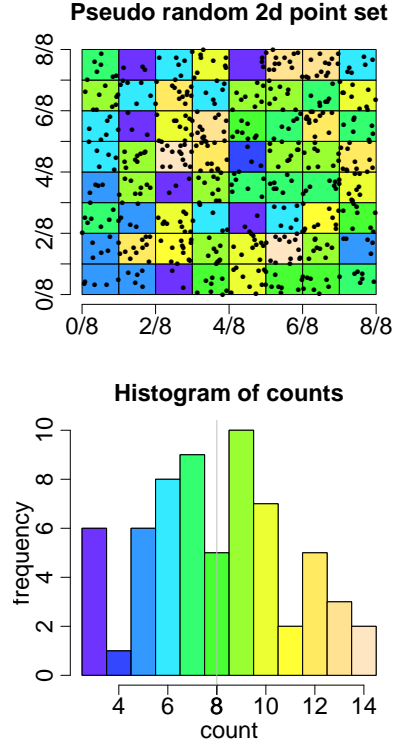 Pseudo random 2d point set
8/8
6/8
4/8
2/8
0/8
0/8 2/8 4/8 6/8 8/8
Histogram of counts
10
8
6
4
2
0
frequency
4 6 8 10 12 14
count